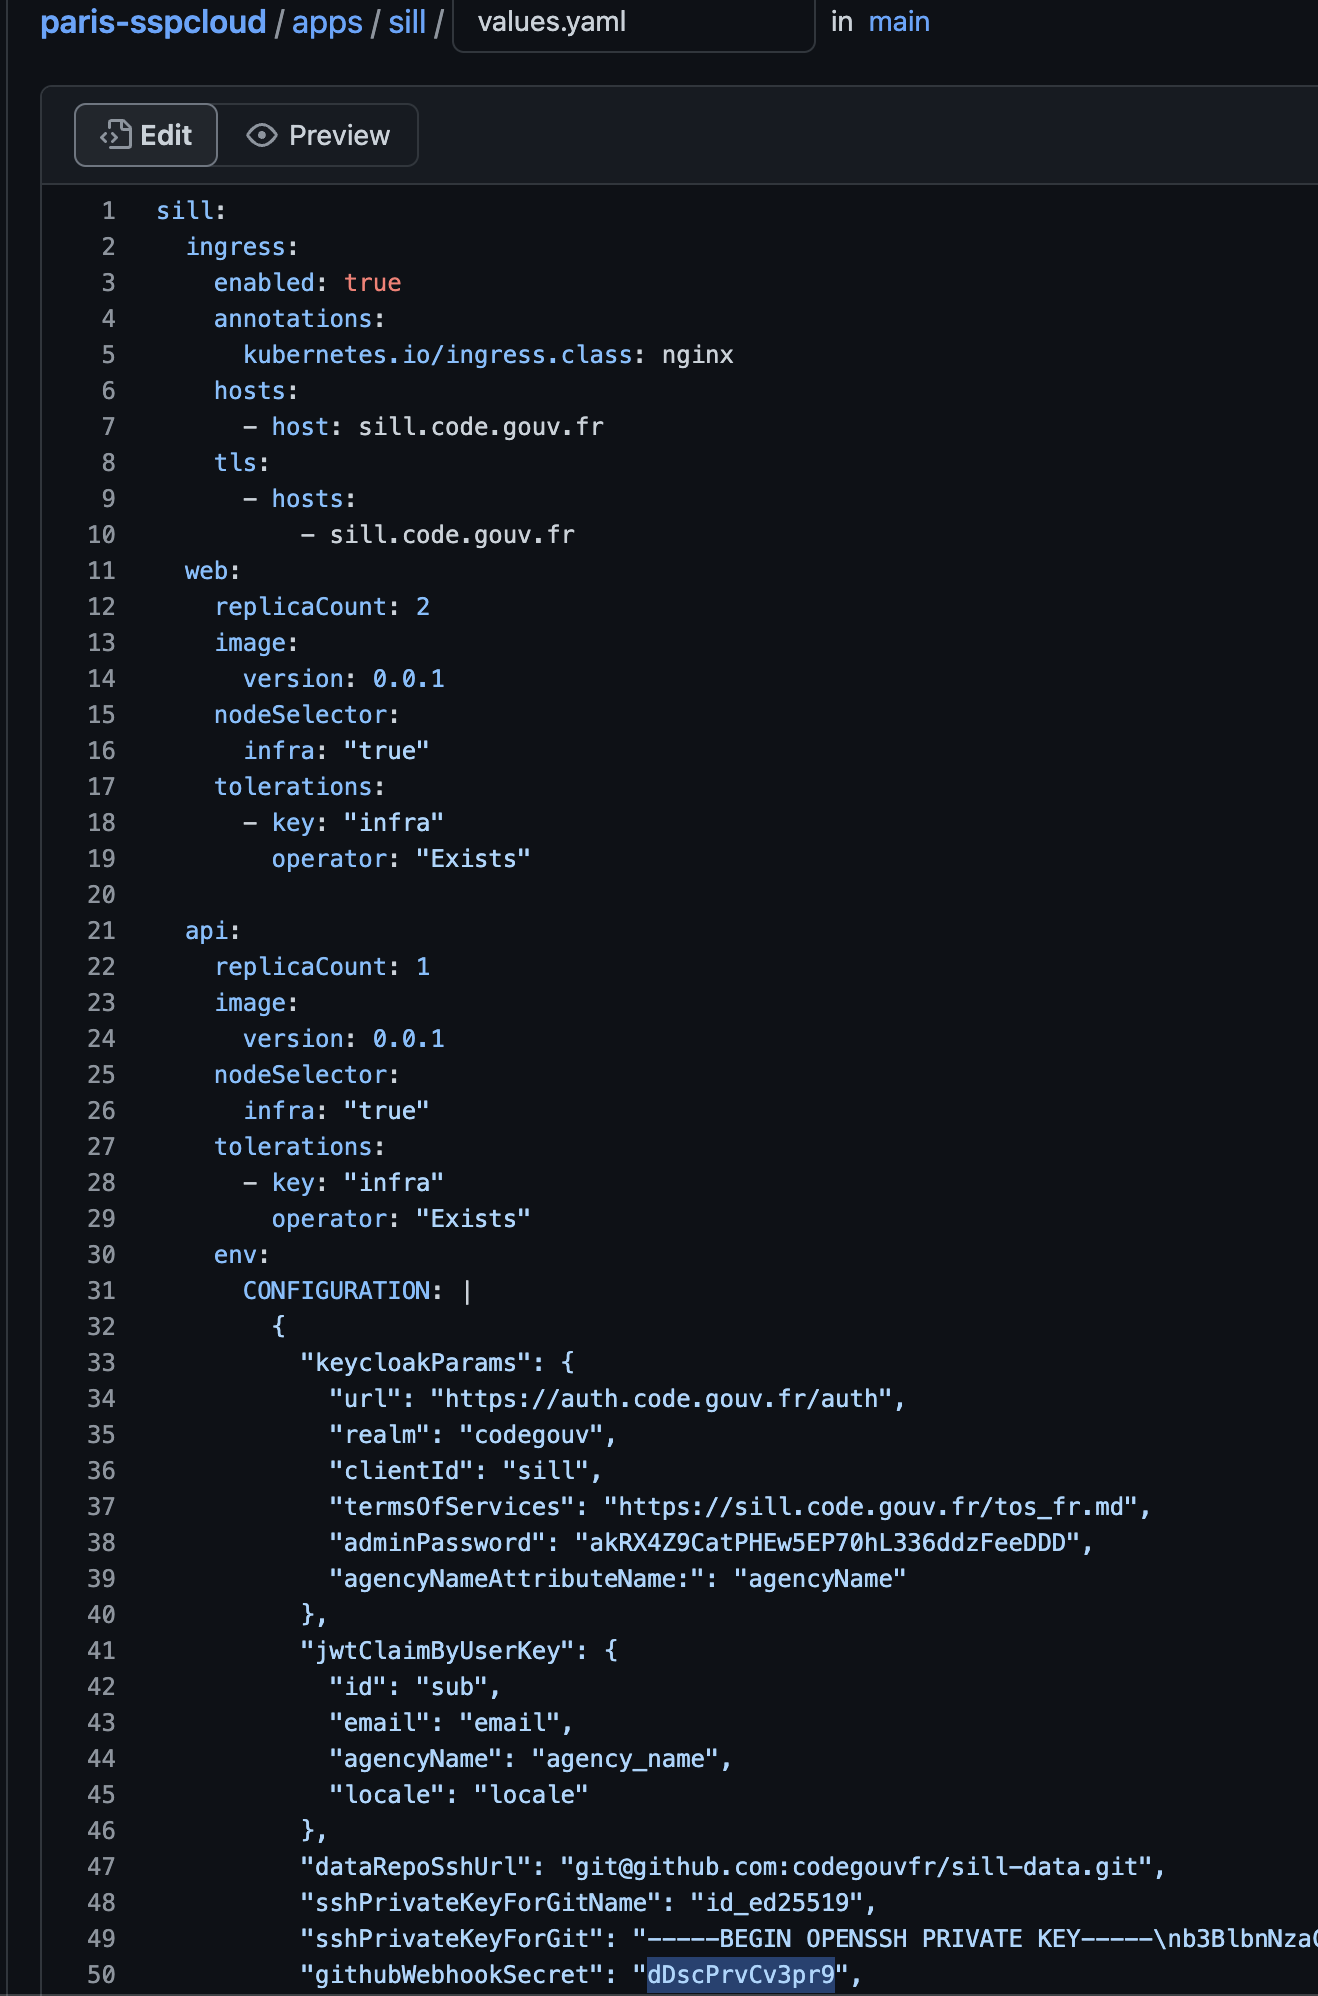 paris-sspcloud / apps / sill / values.yaml in main
Edit Preview
1 sill:
2 ingress:
3 enabled: true
4 annotations:
5 kubernetes.io/ingress.class: nginx
6 hosts:
7 - host: sill.code.gouv.fr
8 tls:
9 - hosts:
10 - sill.code.gouv.fr
11 web:
12 replicaCount: 2
13 image:
14 version: 0.0.1
15 nodeSelector:
16 infra: "true"
17 tolerations:
18 - key: "infra"
19 operator: "Exists"
20
21 api:
22 replicaCount: 1
23 image:
24 version: 0.0.1
25 nodeSelector:
26 infra: "true"
27 tolerations:
28 - key: "infra"
29 operator: "Exists"
30 env:
31 CONFIGURATION: |
32 {
33 "keycloakParams": {
34 "url": "https://auth.code.gouv.fr/auth",
35 "realm": "codegouv",
36 "clientId": "sill",
37 "termsOfServices": "https://sill.code.gouv.fr/tos_fr.md",
38 "adminPassword": "akRX4Z9CatPHEw5EP70hL336ddzFeeDDD",
39 "agencyNameAttributeName:": "agencyName"
40 },
41 "jwtClaimByUserKey": {
42 "id": "sub",
43 "email": "email",
44 "agencyName": "agency_name",
45 "locale": "locale"
46 },
47 "dataRepoSshUrl": "git@github.com:codegouvfr/sill-data.git",
48 "sshPrivateKeyForGitName": "id_ed25519",
49 "sshPrivateKeyForGit": "-----BEGIN OPENSSH PRIVATE KEY-----\nb3BlbnNza
50 "githubWebhookSecret": "dDscPrvCv3pr9",